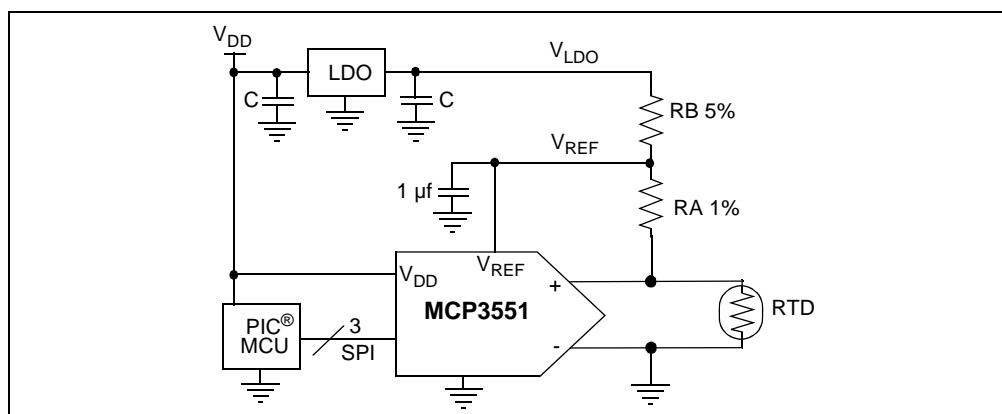 VDD
LDO
VLDO
C
C
RB 5%
VREF
1 µf
RA 1%
VDD
VREF
+
MCP3551
RTD
PIC®
MCU
3
SPI
-